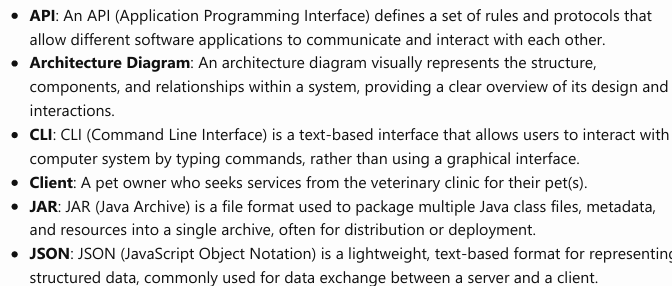 • API: An API (Application Programming Interface) defines a set of rules and protocols that
allow different software applications to communicate and interact with each other.
• Architecture Diagram: An architecture diagram visually represents the structure,
components, and relationships within a system, providing a clear overview of its design and
interactions.
• CLI: CLI (Command Line Interface) is a text-based interface that allows users to interact with
computer system by typing commands, rather than using a graphical interface.
• Client: A pet owner who seeks services from the veterinary clinic for their pet(s).
• JAR: JAR (Java Archive) is a file format used to package multiple Java class files, metadata,
and resources into a single archive, often for distribution or deployment.
• JSON: JSON (JavaScript Object Notation) is a lightweight, text-based format for representing
structured data, commonly used for data exchange between a server and a client.